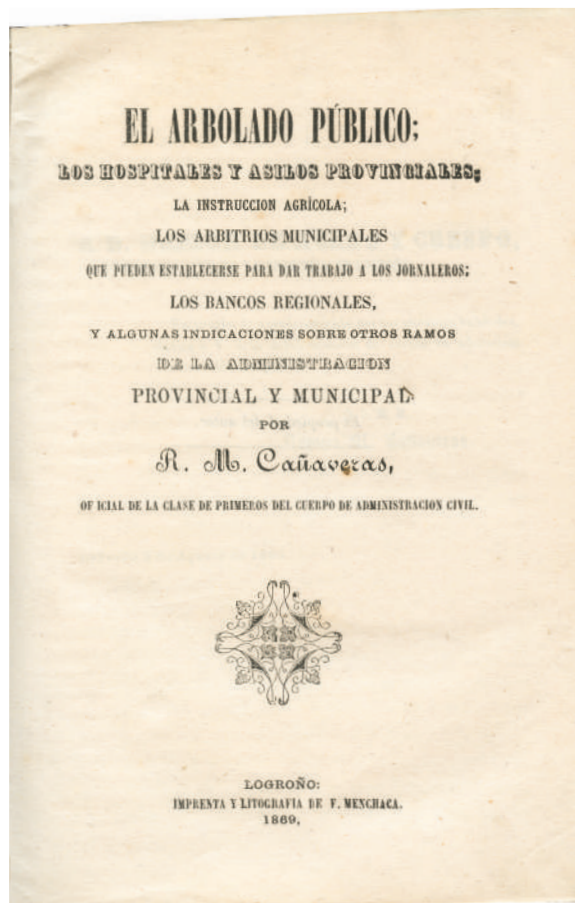 EL ARBOLADO PÚBLICO;
LOS HOSPITALES Y ASILOS PROVINCIALES;
LA INSTRUCCION AGRÍCOLA;
LOS ARBITRIOS MUNICIPALES
QUE PUEDEN ESTABLECERSE PARA DAR TRABAJO A LOS JORNALEROS;
LOS BANCOS REGIONALES,
Y ALGUNAS INDICACIONES SOBRE OTROS RAMOS
DE LA ADMINISTRACION
PROVINCIAL Y MUNICIPAL
POR
R. M. Cañaveras,
OF ICIAL DE LA CLASE DE PRIMEROS DEL CUERPO DE ADMINISTRACION CIVIL.
LOGROÑO:
IMPRENTA Y LITOGRAFIA DE F. MENCHACA.
1869,